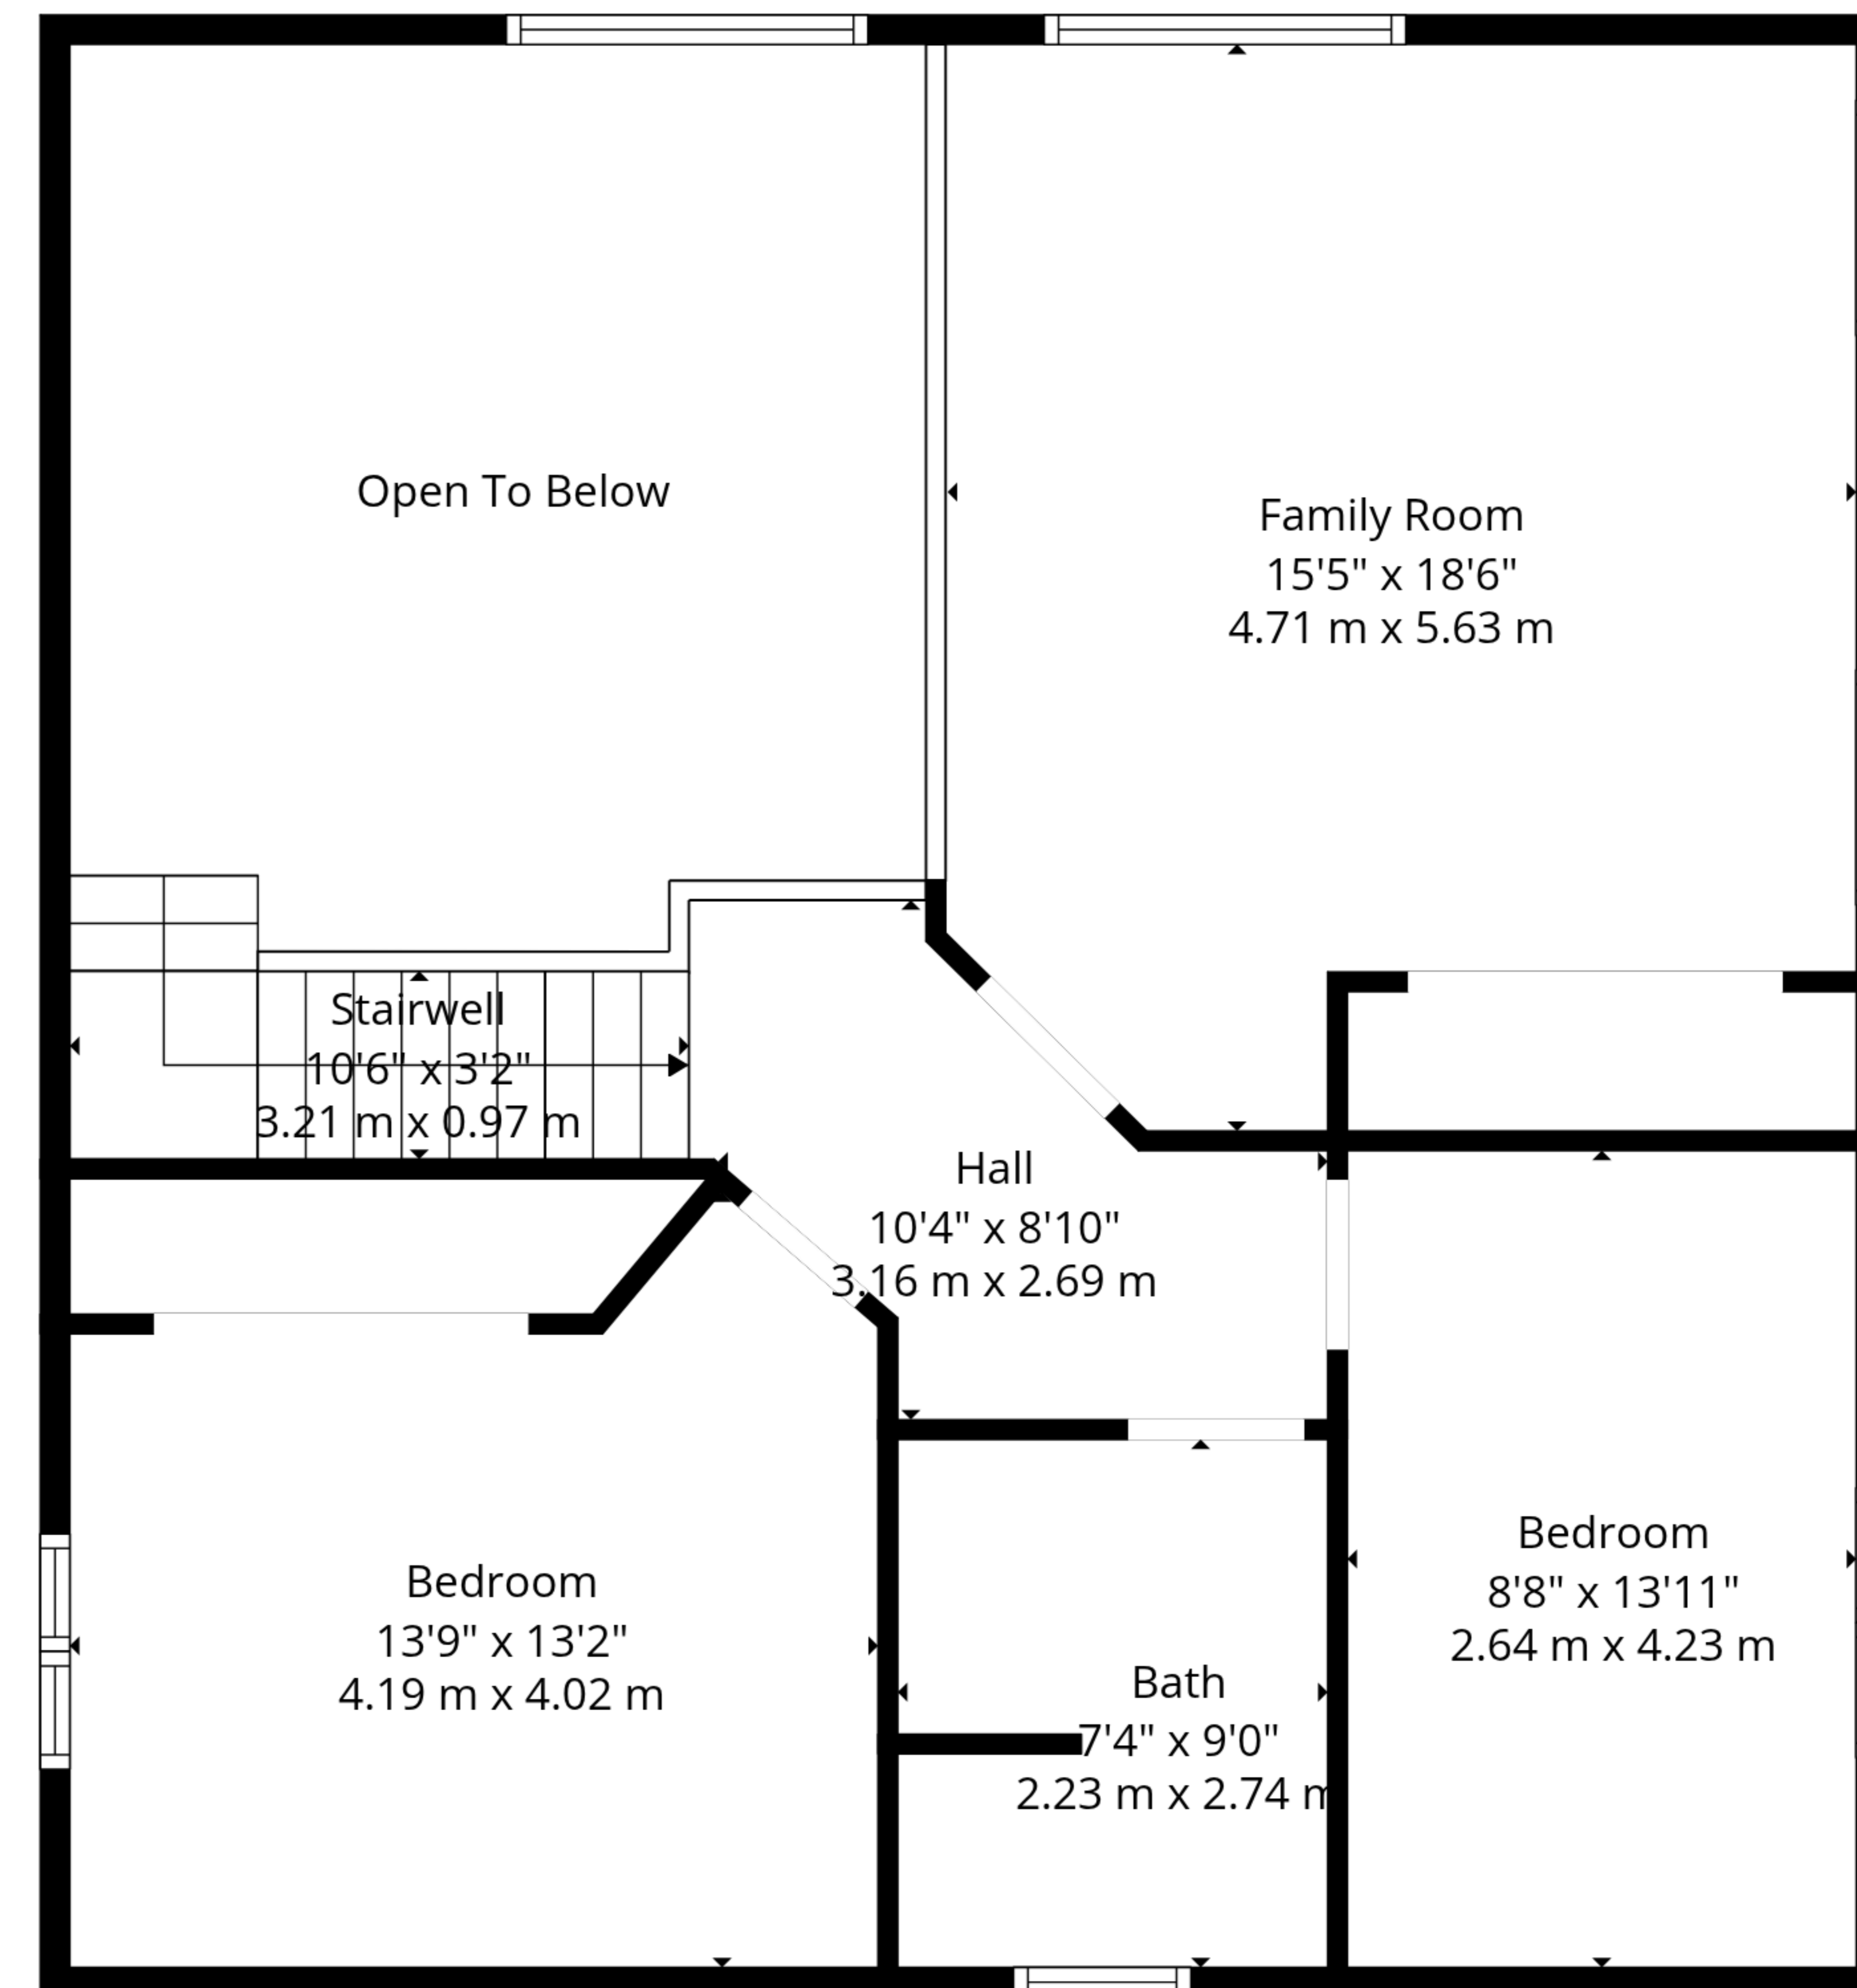 Open To Below
Family Room
15'5" x 18'6"
4.71 m x 5.63 m
Stairwell
10'6" x 3'2"
3.21 m x 0.97 m
Hall
10'4" x 8'10"
3.16 m x 2.69 m
Bedroom
13'9" x 13'2"
4.19 m x 4.02 m
Bath
7'4" x 9'0"
2.23 m x 2.74 m
Bedroom
8'8" x 13'11"
2.64 m x 4.23 m